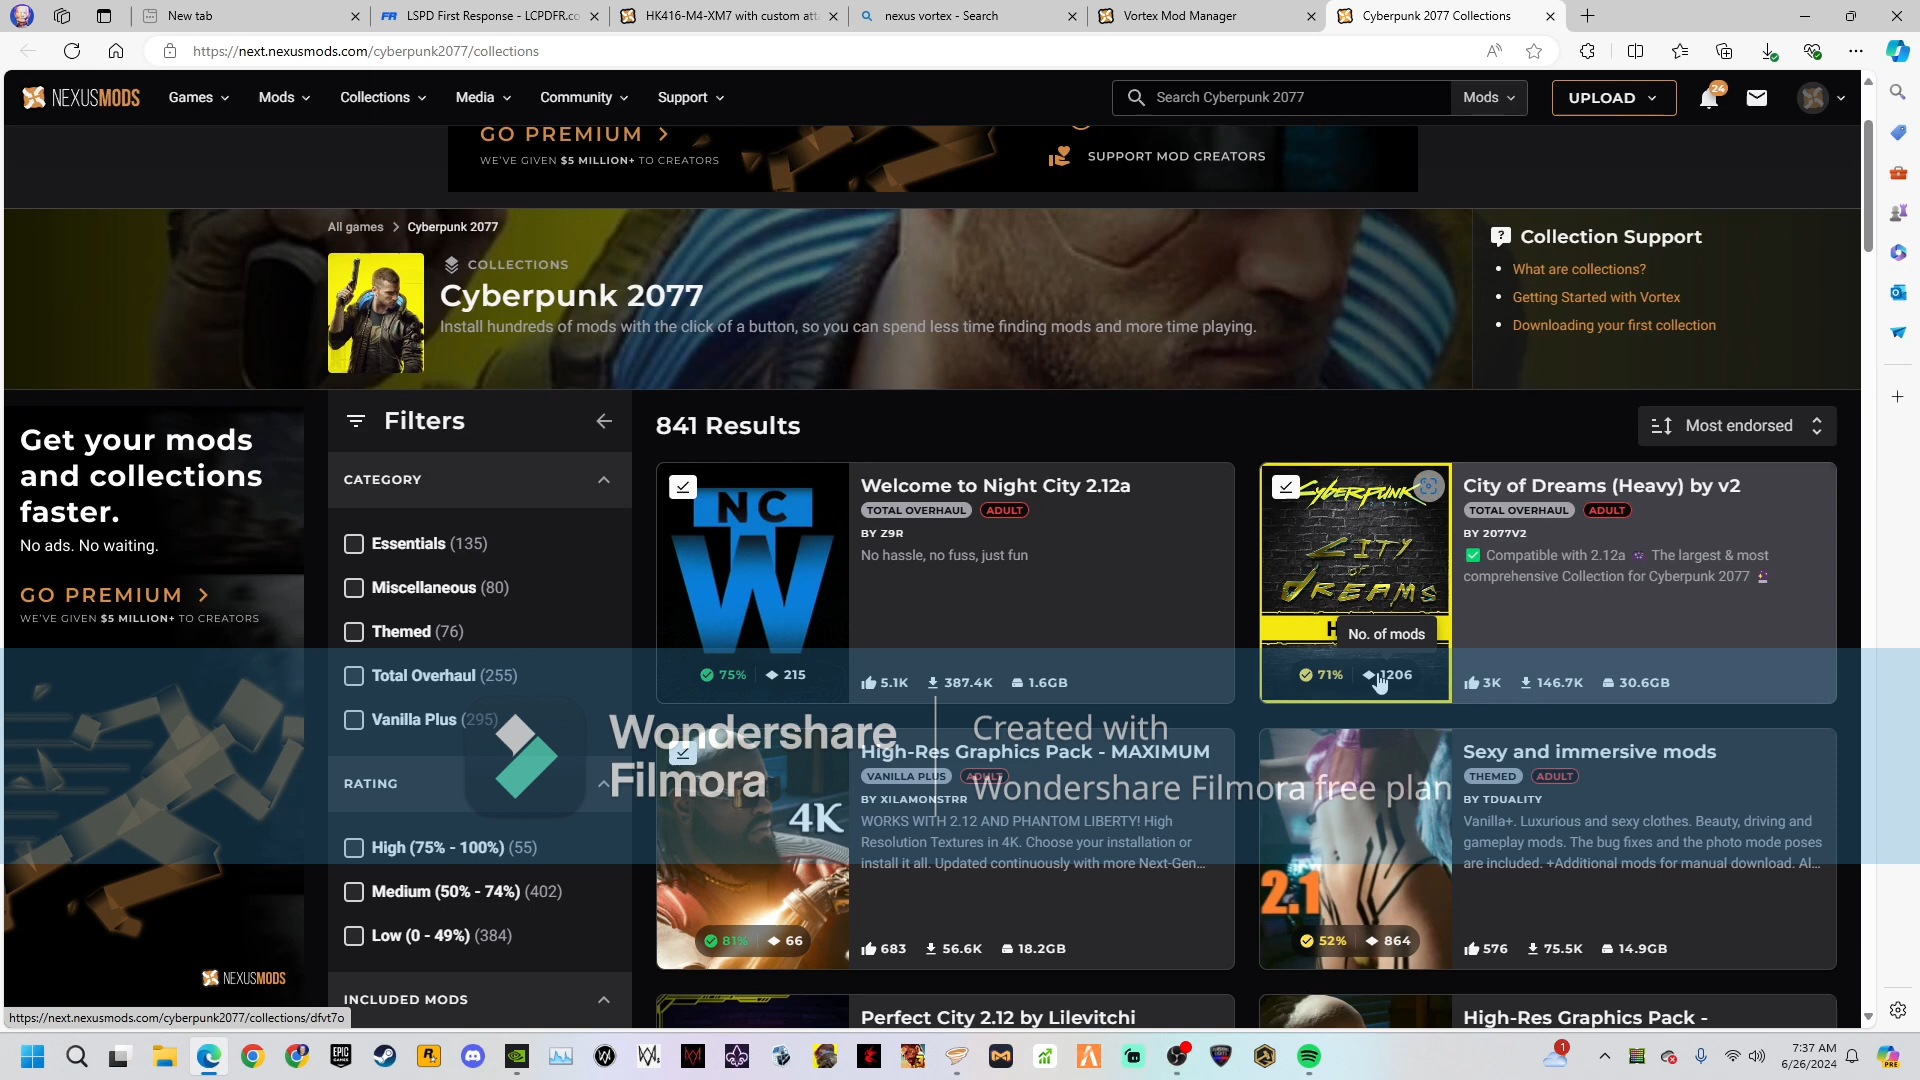 New tab
LSPD First Response - LCPDFR.co
HK416-M4-XM7 with custom att
nexus vortex - Search
Vortex Mod Manager
Cyberpunk 2077 Collections
https://next.nexusmods.com/cyberpunk2077/collections
NEXUSMODS
Games
Mods
Collections
Media
Community
Support
Search Cyberpunk 2077
Mods
UPLOAD
24
GO PREMIUM
WE'VE GIVEN $5 MILLION+ TO CREATORS
SUPPORT MOD CREATORS
All games > Cyberpunk 2077
COLLECTIONS
Cyberpunk 2077
Install hundreds of mods with the click of a button, so you can spend less time finding mods and more time playing.
Collection Support
• What are collections?
• Getting Started with Vortex
• Downloading your first collection
Get your mods
and collections
faster.
No ads. No waiting.
GO PREMIUM >
WE'VE GIVEN $5 MILLION+ TO CREATORS
NEXUSMODS
Filters
CATEGORY
Essentials (135)
Miscellaneous (80)
Themed (76)
Total Overhaul (255)
Vanilla Plus (295)
RATING
High (75% - 100%) (55)
Medium (50% - 74%) (402)
Low (0 - 49%) (384)
INCLUDED MODS
841 Results
Most endorsed
NC
W
75%
215
Welcome to Night City 2.12a
TOTAL OVERHAUL
ADULT
BY Z9R
No hassle, no fuss, just fun
5.1K
387.4K
1.6GB
Cyberpunk
2077
CITY
OF
DREAMS
No. of mods
71%
1206
City of Dreams (Heavy) by v2
TOTAL OVERHAUL
ADULT
BY 2077V2
Compatible with 2.12a
The largest & most
comprehensive Collection for Cyberpunk 2077
3K
146.7K
30.6GB
4K
81%
66
High-Res Graphics Pack - MAXIMUM
VANILLA PLUS
ADULT
BY XILAMONSTRR
WORKS WITH 2.12 AND PHANTOM LIBERTY! High
Resolution Textures in 4K. Choose your installation or
install it all. Updated continuously with more Next-Gen...
683
56.6K
18.2GB
2.1
52%
864
Sexy and immersive mods
THEMED
ADULT
BY TDUALITY
Vanilla+. Luxurious and sexy clothes. Beauty, driving and
gameplay mods. The bug fixes and the photo mode poses
are included. +Additional mods for manual download. Al...
576
75.5K
14.9GB
Wondershare
Filmora
Created with
Wondershare Filmora free plan
Perfect City 2.12 by Lilevitchi
High-Res Graphics Pack -
https://next.nexusmods.com/cyberpunk2077/collections/dfvt7o
EPIC
GAMES
R
1
7:37 AM
6/26/2024
PRE